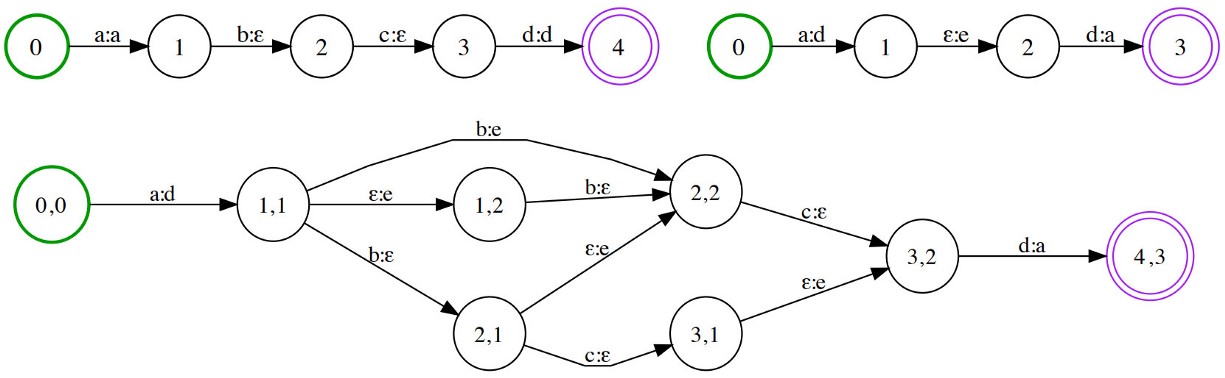 0 a:a 1 b:ε 2 c:ε 3 d:d 4
0 a:d 1 ε:e 2 d:a 3
b:e
0,0 a:d 1,1 ε:e 1,2 b:ε 2,2
c:ε
b:ε ε:e 3,2 d:a 4,3
ε:e
2,1 c:ε 3,1